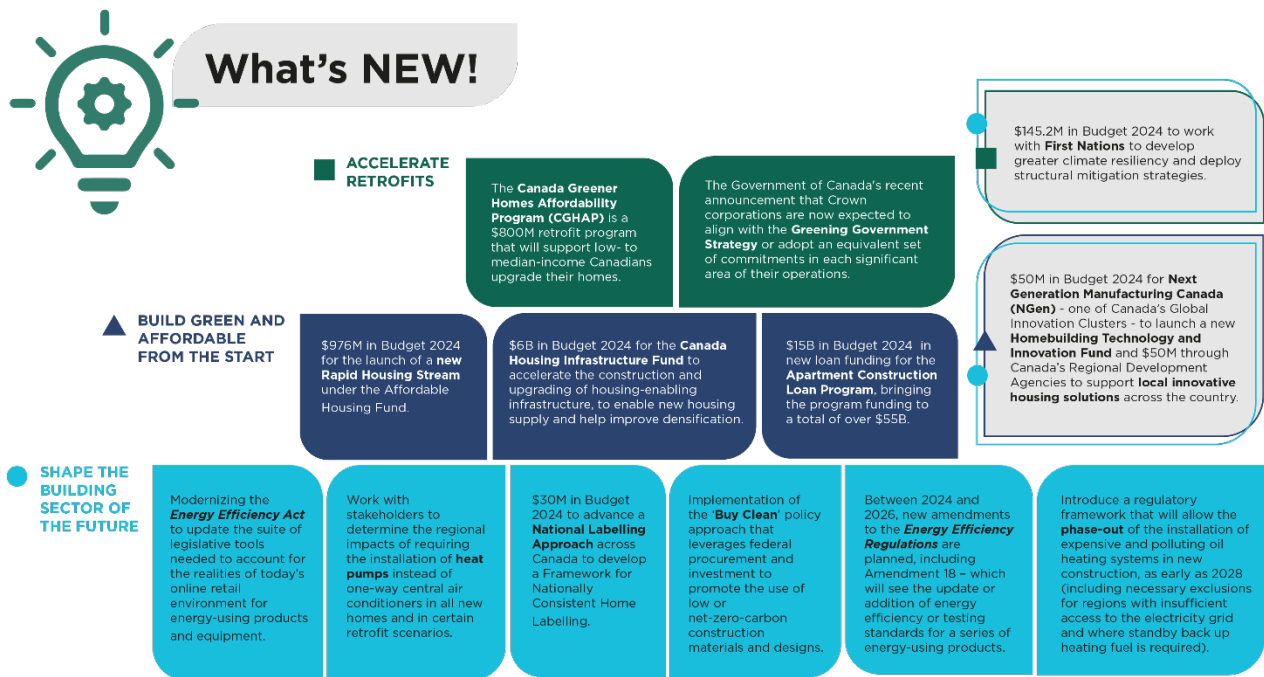 What's NEW!
ACCELERATE
RETROFITS
The Canada Greener
Homes Affordability
Program (CGHAP) is a
$800M retrofit program
that will support low- to
median-income Canadians
upgrade their homes.
The Government of Canada's recent
announcement that Crown
corporations are now expected to
align with the Greening Government
Strategy or adopt an equivalent set
of commitments in each significant
area of their operations.
$145.2M in Budget 2024 to work
with First Nations to develop
greater climate resiliency and deploy
structural mitigation strategies.
BUILD GREEN AND
AFFORDABLE
FROM THE START
$976M in Budget 2024
for the launch of a new
Rapid Housing Stream
under the Affordable
Housing Fund.
$6B in Budget 2024 for the Canada
Housing Infrastructure Fund to
accelerate the construction and
upgrading of housing-enabling
infrastructure, to enable new housing
supply and help improve densification.
$15B in Budget 2024 in
new loan funding for the
Apartment Construction
Loan Program, bringing
the program funding to
a total of over $55B.
$50M in Budget 2024 for Next
Generation Manufacturing Canada
(NGen) - one of Canada's Global
Innovation Clusters - to launch a new
Homebuilding Technology and
Innovation Fund and $50M through
Canada's Regional Development
Agencies to support local innovative
housing solutions across the country.
SHAPE THE
BUILDING
SECTOR OF
THE FUTURE
Modernizing the
Energy Efficiency Act
to update the suite of
legislative tools
needed to account for
the realities of today's
online retail
environment for
energy-using products
and equipment.
Work with
stakeholders to
determine the regional
impacts of requiring
the installation of heat
pumps instead of
one-way central air
conditioners in all new
homes and in certain
retrofit scenarios.
$30M in Budget
2024 to advance a
National Labelling
Approach across
Canada to develop
a Framework for
Nationally
Consistent Home
Labelling.
Implementation of
the 'Buy Clean' policy
approach that
leverages federal
procurement and
investment to
promote the use of
low or
net-zero-carbon
construction
materials and designs.
Between 2024 and
2026, new amendments
to the Energy Efficiency
Regulations are
planned, including
Amendment 18 – which
will see the update or
addition of energy
efficiency or testing
standards for a series of
energy-using products.
Introduce a regulatory
framework that will allow the
phase-out of the installation of
expensive and polluting oil
heating systems in new
construction, as early as 2028
(including necessary exclusions
for regions with insufficient
access to the electricity grid
and where standby back up
heating fuel is required).